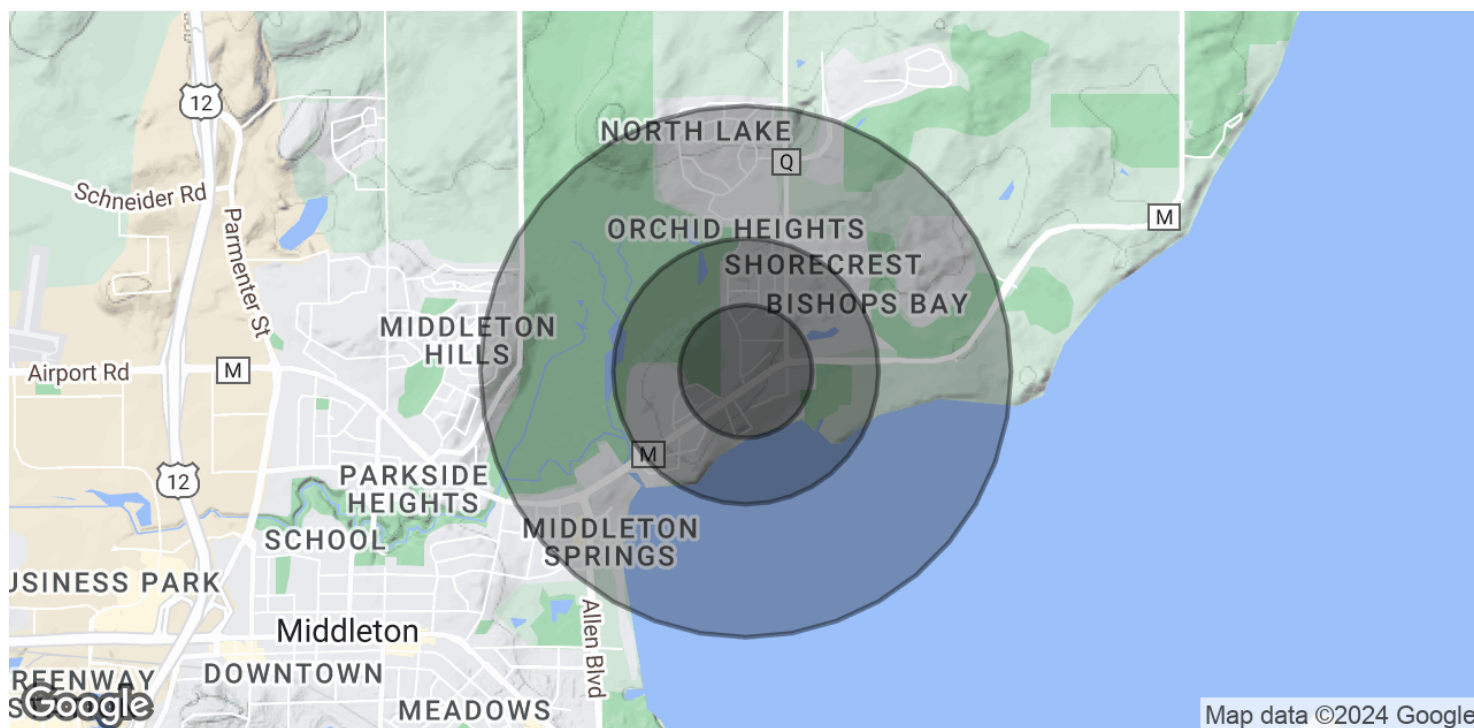 12
NORTH LAKE
Q
Schneider Rd
Parmenter St
M
ORCHID HEIGHTS
SHORECREST
BISHOPS BAY
MIDDLETON
HILLS
Airport Rd
M
M
12
PARKSIDE
HEIGHTS
SCHOOL
MIDDLETON
SPRINGS
USINESS PARK
Allen Blvd
Middleton
DOWNTOWN
REENWAY
MEADOWS
Google
Map data ©2024 Google